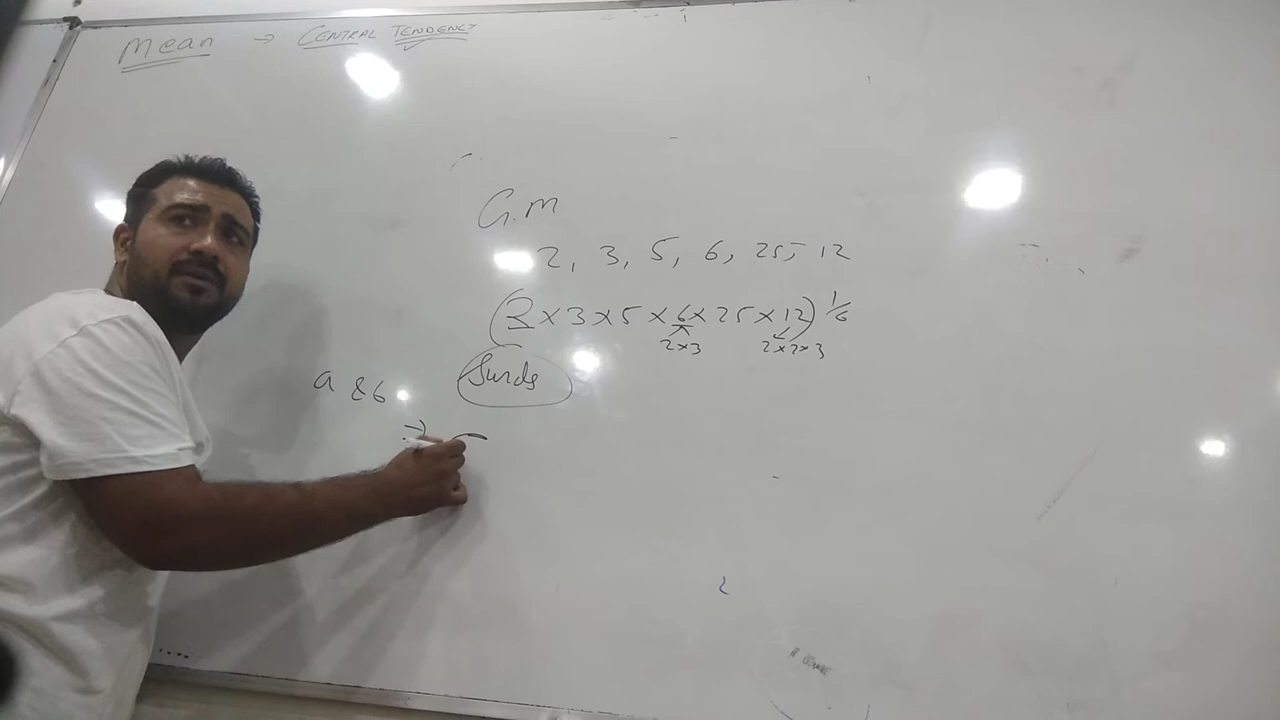 Mean → CENTRAL TENDENCY
G.M
2, 3, 5, 6, 25, 12
(2 × 3 × 5 × 6 × 25 × 12)^1/6
2×3 2×2×3
Surds
a & b
→